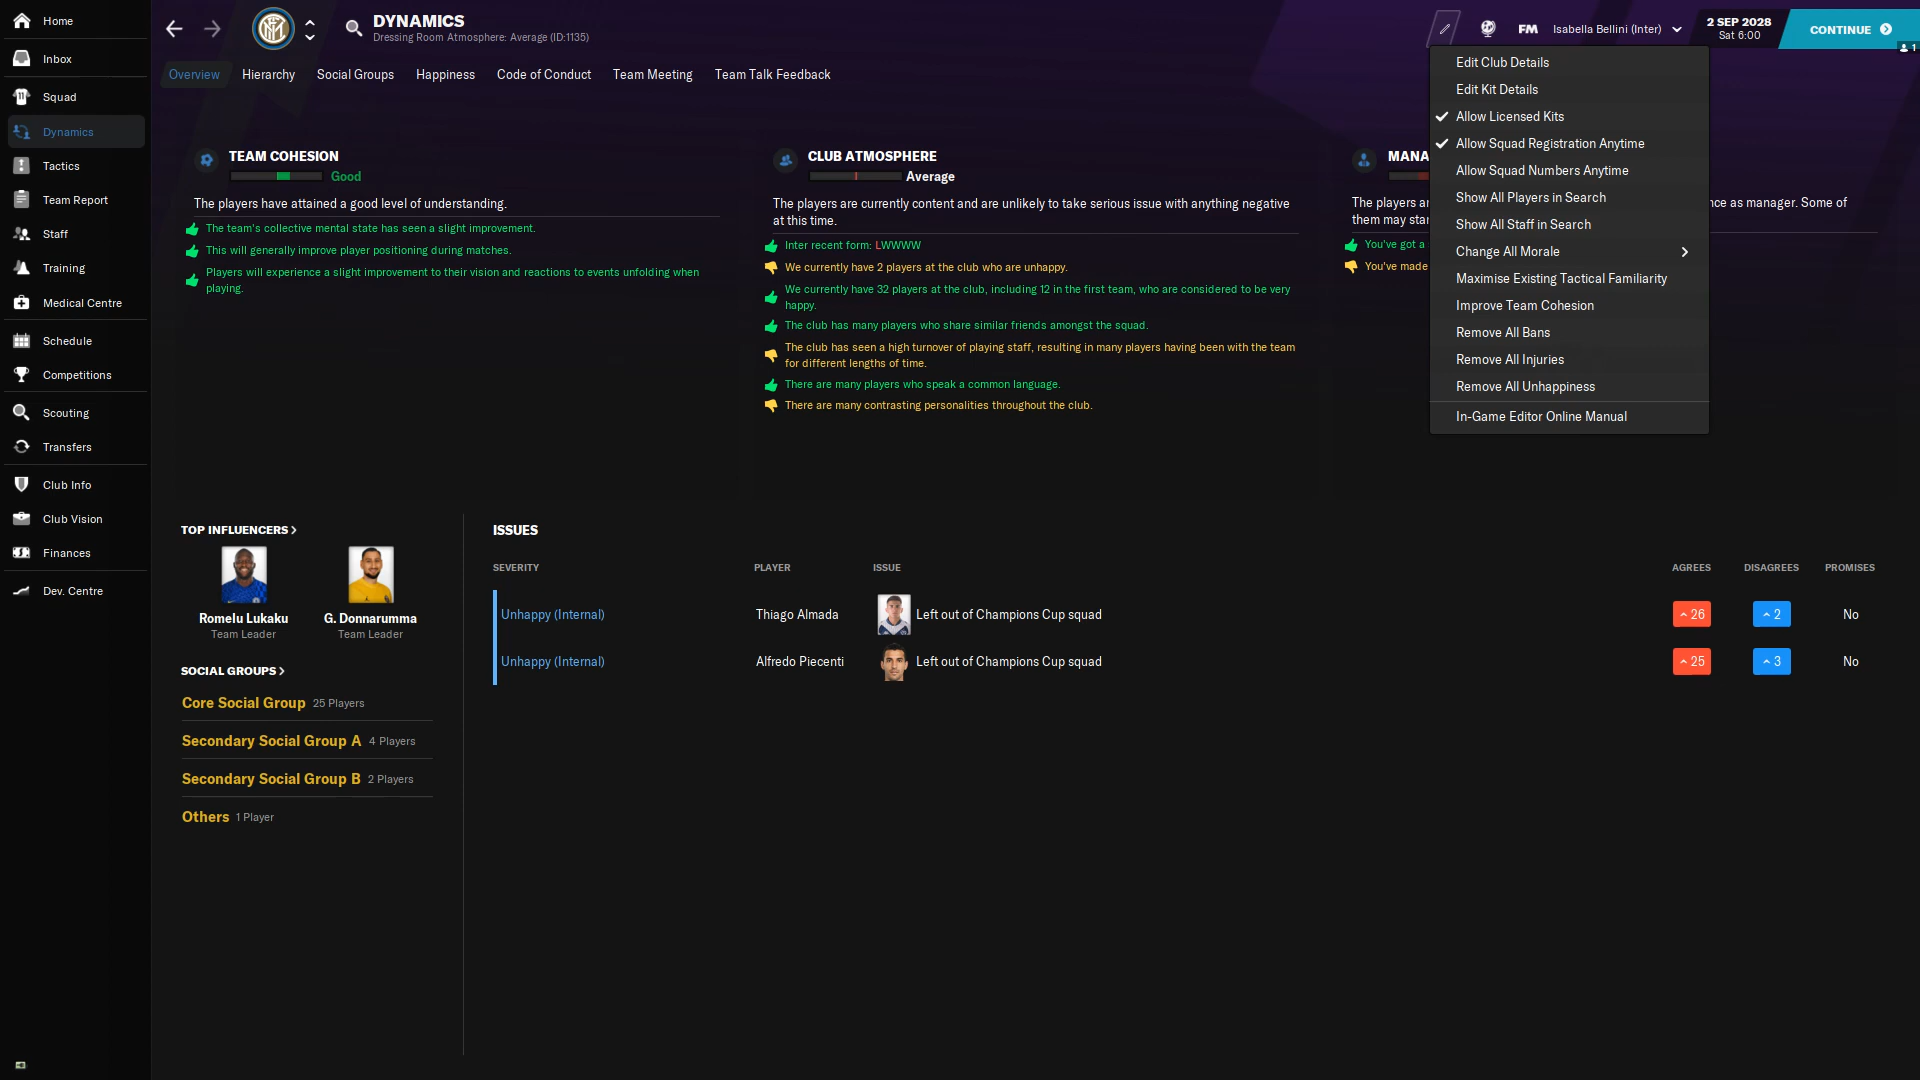 Home
Inbox
Squad
Dynamics
Tactics
Team Report
Staff
Training
Medical Centre
Schedule
Competitions
Scouting
Transfers
Club Info
Club Vision
Finances
Dev. Centre
DYNAMICS
Dressing Room Atmosphere: Average (ID:1135)
FM
Isabella Bellini (Inter)
2 SEP 2028
Sat 6:00
CONTINUE
1
Overview
Hierarchy
Social Groups
Happiness
Code of Conduct
Team Meeting
Team Talk Feedback
Edit Club Details
Edit Kit Details
Allow Licensed Kits
Allow Squad Registration Anytime
Allow Squad Numbers Anytime
Show All Players in Search
Show All Staff in Search
Change All Morale
Maximise Existing Tactical Familiarity
Improve Team Cohesion
Remove All Bans
Remove All Injuries
Remove All Unhappiness
In-Game Editor Online Manual
TEAM COHESION
Good
The players have attained a good level of understanding.
The team's collective mental state has seen a slight improvement.
This will generally improve player positioning during matches.
Players will experience a slight improvement to their vision and reactions to events unfolding when
playing.
CLUB ATMOSPHERE
Average
The players are currently content and are unlikely to take serious issue with anything negative
at this time.
Inter recent form: LWWWW
We currently have 2 players at the club who are unhappy.
We currently have 32 players at the club, including 12 in the first team, who are considered to be very
happy.
The club has many players who share similar friends amongst the squad.
The club has seen a high turnover of playing staff, resulting in many players having been with the team
for different lengths of time.
There are many players who speak a common language.
There are many contrasting personalities throughout the club.
MANA
The players ar
nce as manager. Some of
them may star
You've got a
You've made
TOP INFLUENCERS
Romelu Lukaku
Team Leader
G. Donnarumma
Team Leader
SOCIAL GROUPS
Core Social Group 25 Players
Secondary Social Group A 4 Players
Secondary Social Group B 2 Players
Others 1 Player
ISSUES
SEVERITY PLAYER ISSUE AGREES DISAGREES PROMISES
Unhappy (Internal) Thiago Almada Left out of Champions Cup squad 26 2 No
Unhappy (Internal) Alfredo Piecenti Left out of Champions Cup squad 25 3 No